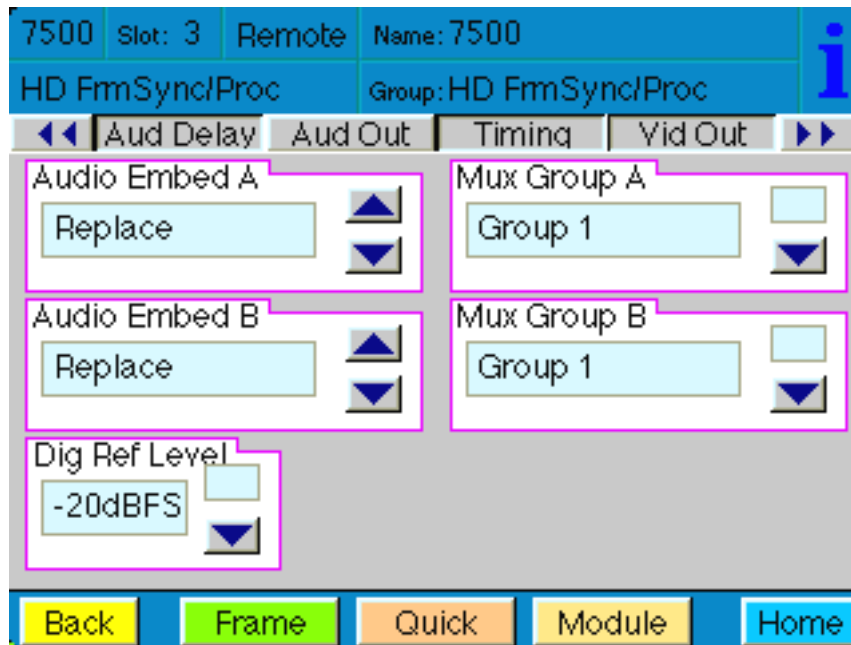 7500 Slot: 3 Remote Name: 7500
HD FrmSync/Proc Group: HD FrmSync/Proc
i
Aud Delay Aud Out Timing Vid Out
Audio Embed A Mux Group A
Replace Group 1
Audio Embed B Mux Group B
Replace Group 1
Dig Ref Level
-20dBFS
Back Frame Quick Module Home